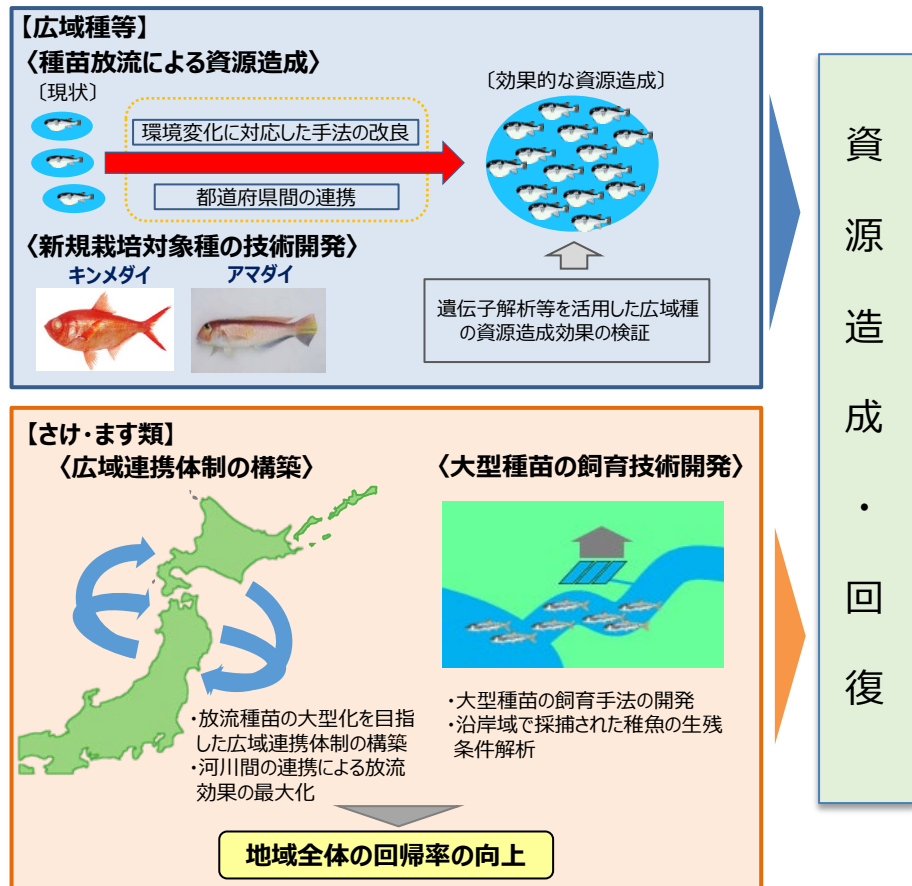 【広域種等】
〈種苗放流による資源造成〉
〔現状〕
〔効果的な資源造成〕
環境変化に対応した手法の改良
都道府県間の連携
〈新規栽培対象種の技術開発〉
キンメダイ
アマダイ
遺伝子解析等を活用した広域種
の資源造成効果の検証
【さけ・ます類】
〈広域連携体制の構築〉
・放流種苗の大型化を目指
した広域連携体制の構築
・河川間の連携による放流
効果の最大化
〈大型種苗の飼育技術開発〉
・大型種苗の飼育手法の開発
・沿岸域で採捕された稚魚の生残
条件解析
地域全体の回帰率の向上
資源造成・回復